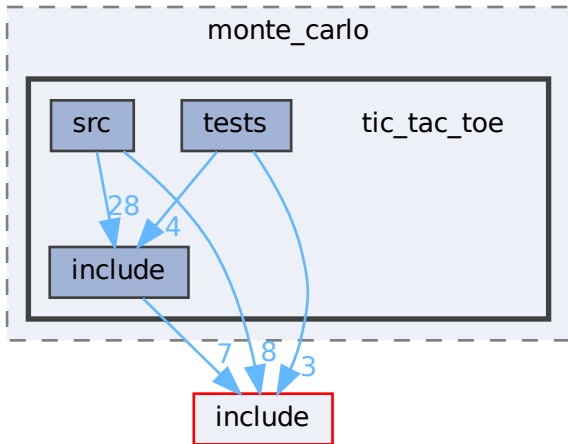 monte_carlo
src
tests
tic_tac_toe
28
4
include
7
8
3
include